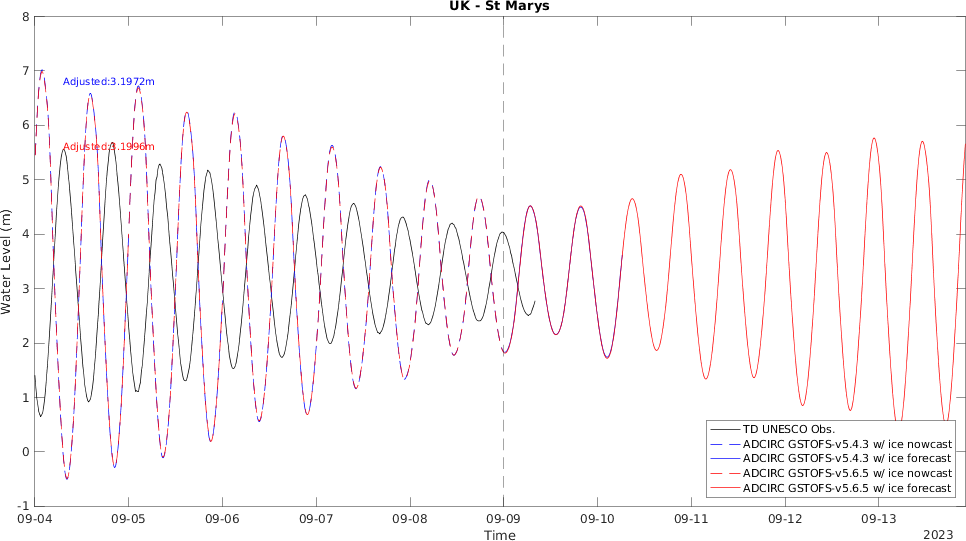 UK - St Marys
8
7
6
5
4
3
2
1
0
-1
Water Level (m)
Adjusted:3.1972m
Adjusted:3.1996m
TD UNESCO Obs.
ADCIRC GSTOFS-v5.4.3 w/ ice nowcast
ADCIRC GSTOFS-v5.4.3 w/ ice forecast
ADCIRC GSTOFS-v5.6.5 w/ ice nowcast
ADCIRC GSTOFS-v5.6.5 w/ ice forecast
09-04 09-05 09-06 09-07 09-08 09-09 09-10 09-11 09-12 09-13
Time
2023